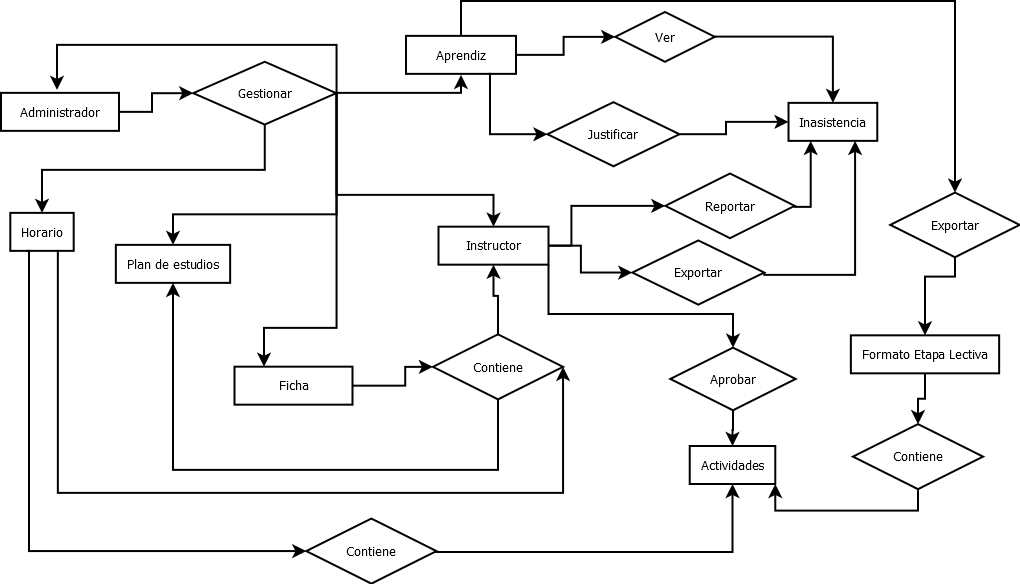 Ver
Aprendiz
Gestionar
Administrador
Inasistencia
Justificar
Reportar
Exportar
Horario
Instructor
Plan de estudios
Exportar
Formato Etapa Lectiva
Contiene
Ficha
Aprobar
Contiene
Actividades
Contiene